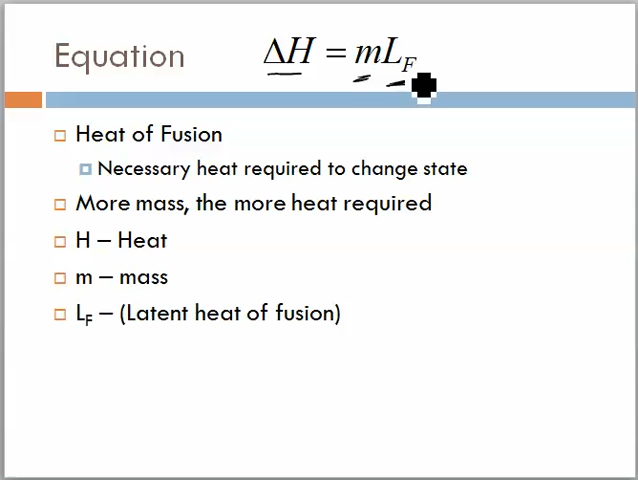 Equation
ΔH = mL_F
Heat of Fusion
Necessary heat required to change state
More mass, the more heat required
H – Heat
m – mass
L_F – (Latent heat of fusion)